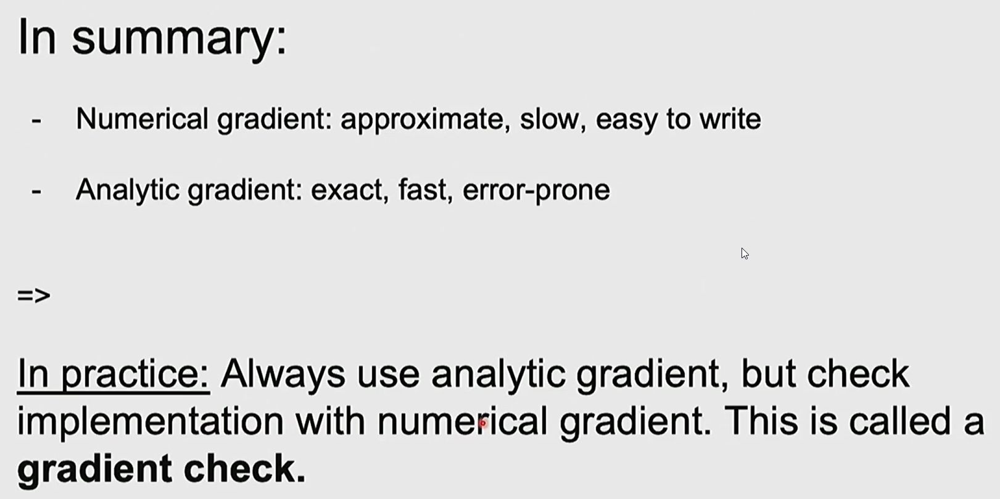 In summary:
- Numerical gradient: approximate, slow, easy to write
- Analytic gradient: exact, fast, error-prone
=>
In practice: Always use analytic gradient, but check
implementation with numerical gradient. This is called a
gradient check.